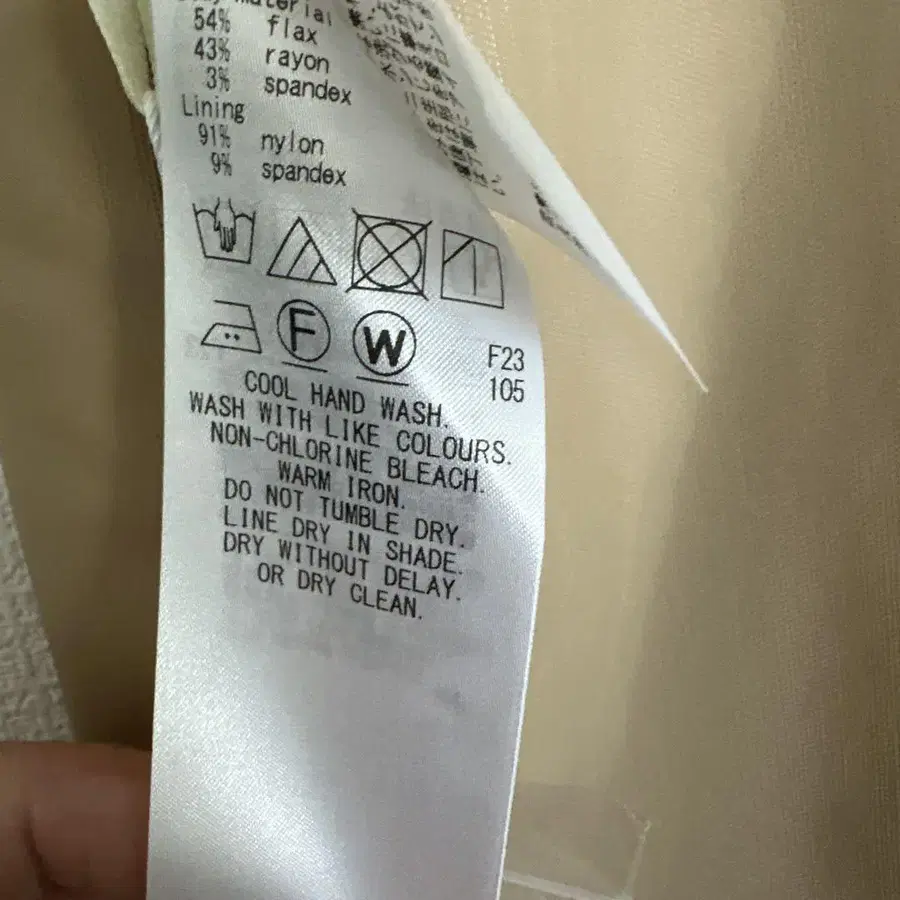 material
54% flax
43% rayon
3% spandex
Lining
91% nylon
9% spandex
F W
F23
105
COOL HAND WASH.
WASH WITH LIKE COLOURS.
NON-CHLORINE BLEACH.
WARM IRON.
DO NOT TUMBLE DRY.
LINE DRY IN SHADE.
DRY WITHOUT DELAY.
OR DRY CLEAN.